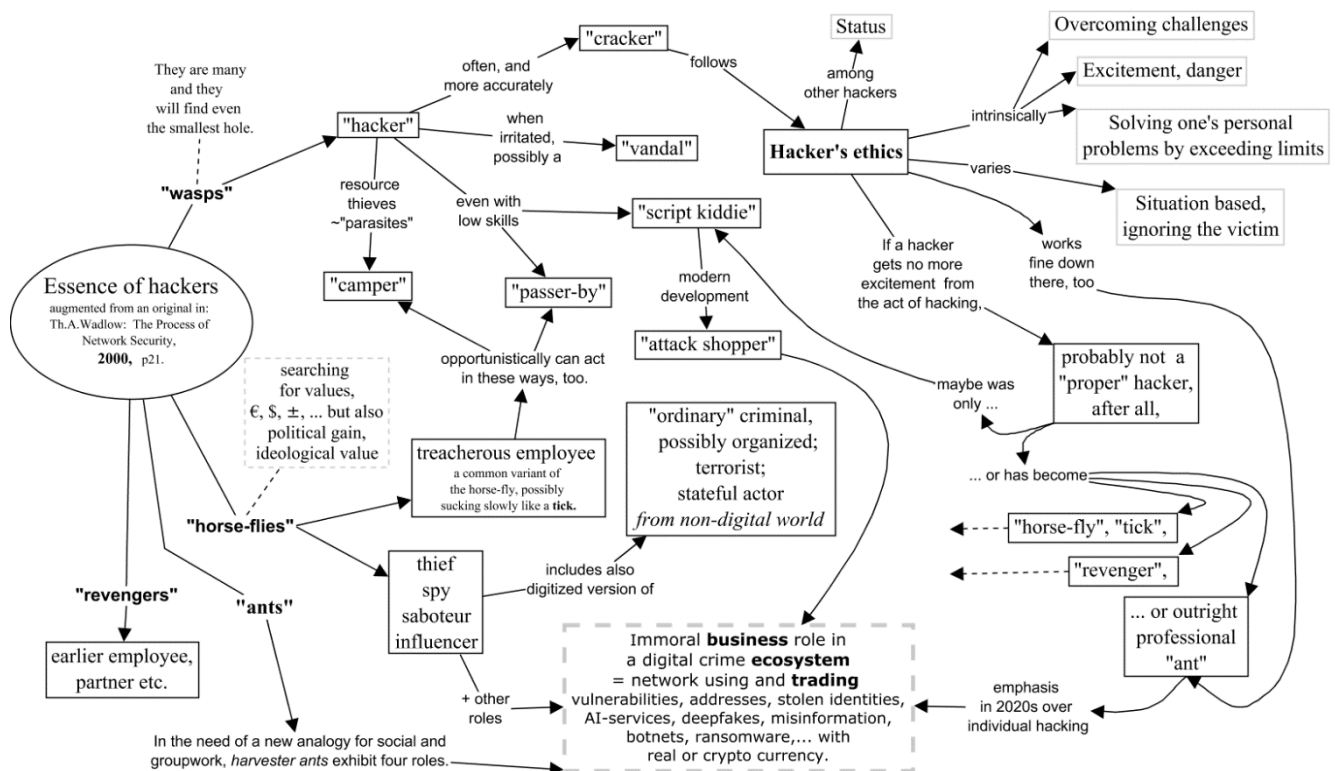 Essence of hackers
augmented from an original in:
Th.A.Wadlow: The Process of
Network Security,
2000, p21.
"wasps"
They are many
and they
will find even
the smallest hole.
"hacker"
often, and
more accurately
"cracker"
when
irritated,
possibly a
"vandal"
resource
thieves
~"parasites"
"camper"
even with
low skills
"script kiddie"
"passer-by"
modern
development
"attack shopper"
follows
Hacker's ethics
among
other hackers
Status
intrinsically
Overcoming challenges
Excitement, danger
Solving one's personal
problems by exceeding limits
varies
Situation based,
ignoring the victim
works
fine down
there, too
If a hacker
gets no more
excitement from
the act of hacking,
probably not a
"proper" hacker,
after all,
maybe was
only ...
... or has become
"horse-fly", "tick",
"revenger",
... or outright
professional
"ant"
emphasis
in 2020s over
individual hacking
"horse-flies"
searching
for values,
€, $, ±, ... but also
political gain,
ideological value
treacherous employee
a common variant of
the horse-fly, possibly
sucking slowly like a tick.
opportunistically can act
in these ways, too.
thief
spy
saboteur
influencer
includes also
digitized version of
"ordinary" criminal,
possibly organized;
terrorist;
stateful actor
from non-digital world
+ other
roles
"revengers"
earlier employee,
partner etc.
"ants"
In the need of a new analogy for social and
groupwork, harvester ants exhibit four roles.
Immoral business role in
a digital crime ecosystem
= network using and trading
vulnerabilities, addresses, stolen identities,
AI-services, deepfakes, misinformation,
botnets, ransomware,... with
real or crypto currency.